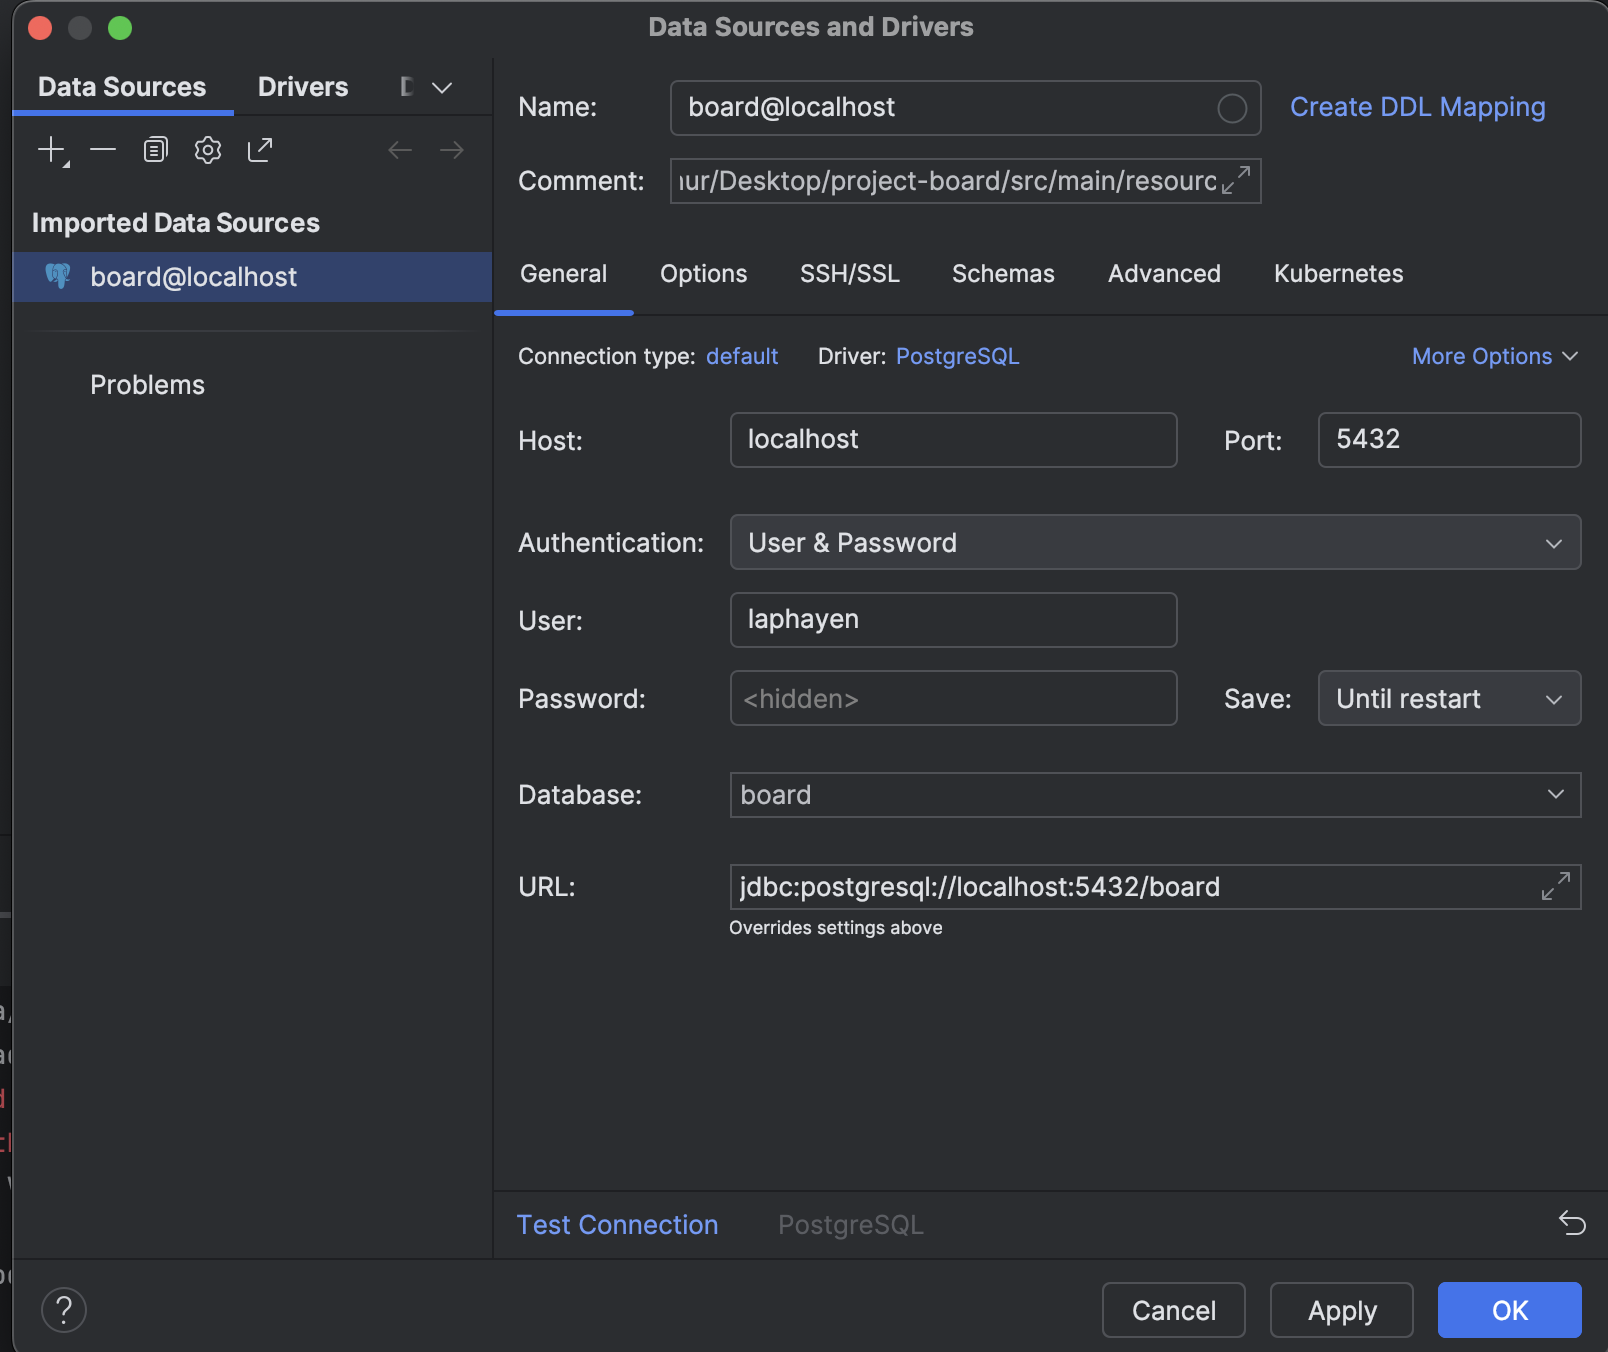 Data Sources and Drivers
Data Sources Drivers
Name: board@localhost Create DDL Mapping
Comment: /Desktop/project-board/src/main/resourc
Imported Data Sources
board@localhost
Problems
General Options SSH/SSL Schemas Advanced Kubernetes
Connection type: default Driver: PostgreSQL More Options
Host: localhost Port: 5432
Authentication: User & Password
User: laphayen
Password: <hidden> Save: Until restart
Database: board
URL: jdbc:postgresql://localhost:5432/board
Overrides settings above
Test Connection PostgreSQL
? Cancel Apply OK